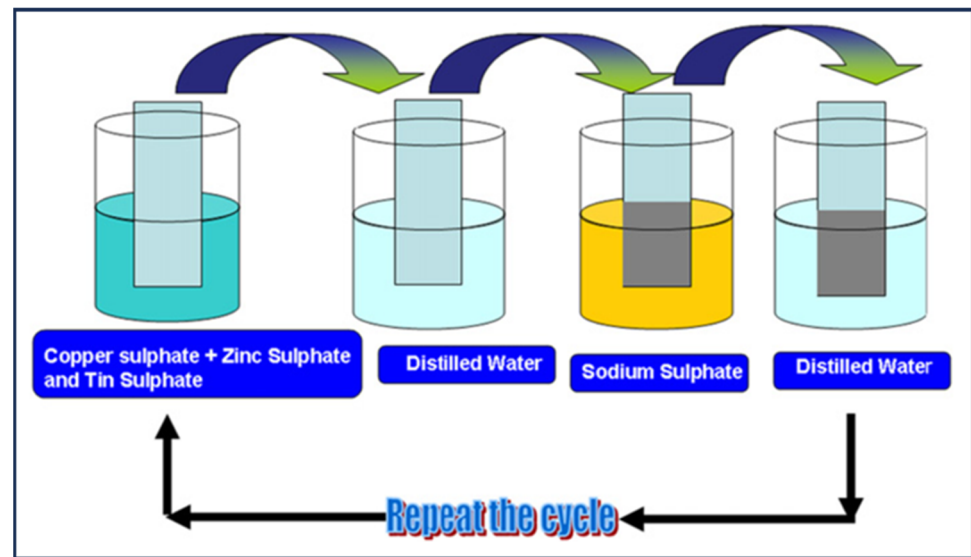 Copper sulphate + Zinc Sulphate
and Tin Sulphate
Distilled Water
Sodium Sulphate
Distilled Water
Repeat the cycle